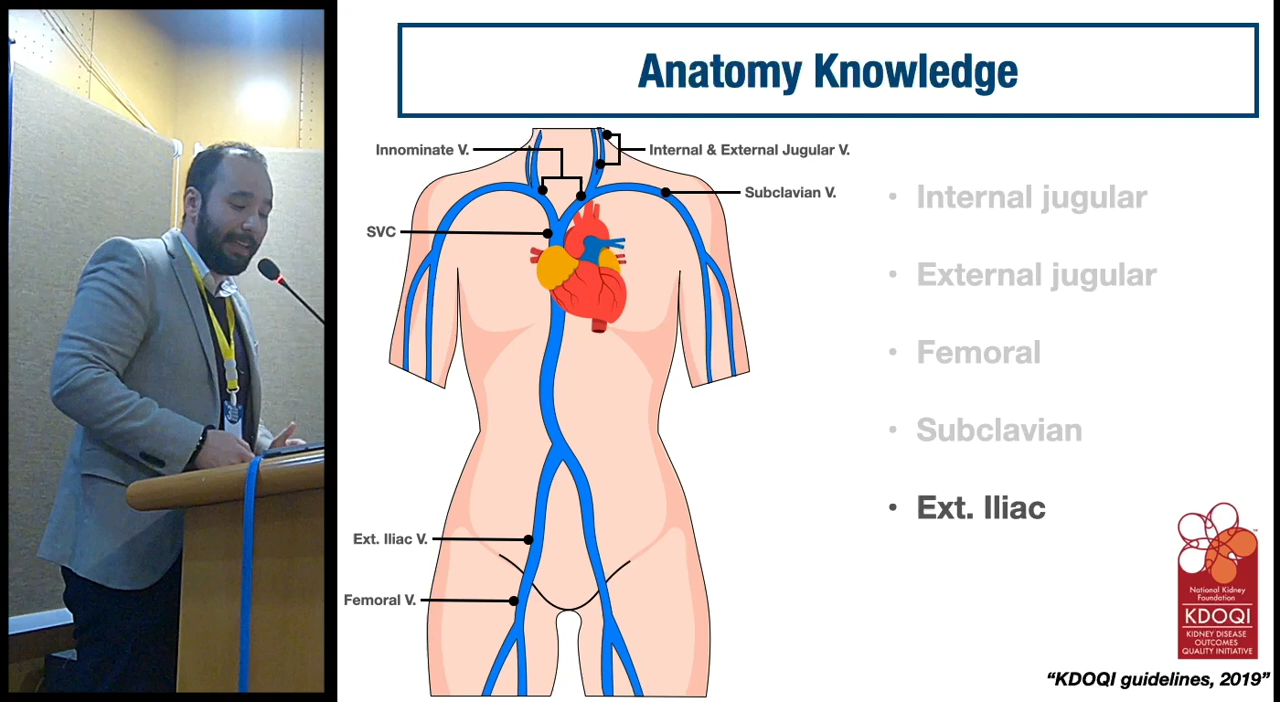 Anatomy Knowledge
Innominate V.
Internal & External Jugular V.
Subclavian V.
SVC
Ext. Iliac V.
Femoral V.
• Internal jugular
• External jugular
• Femoral
• Subclavian
• Ext. Iliac
National Kidney
Foundation
KDOQI
KIDNEY DISEASE
OUTCOMES
QUALITY INITIATIVE
"KDOQI guidelines, 2019"